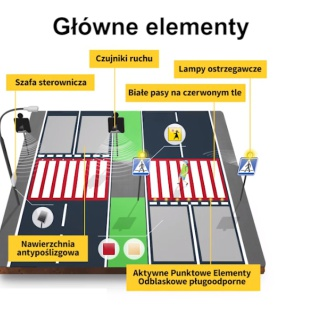 Główne elementy
Czujniki ruchu
Lampy ostrzegawcze
Szafa sterownicza
Białe pasy na czerwonym tle
Nawierzchnia
antypoślizgowa
Aktywne Punktowe Elementy
Odblaskowe pługoodporne